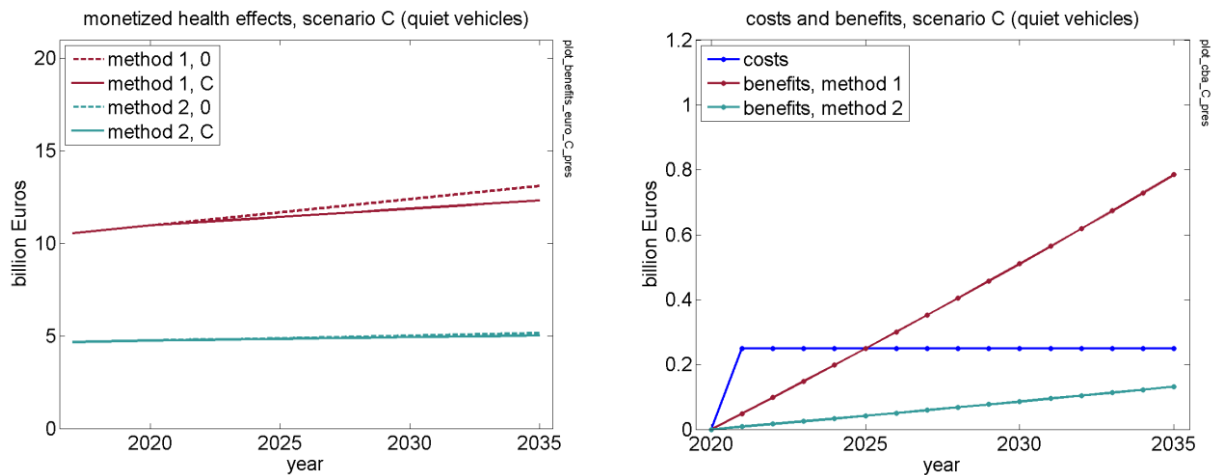 monetized health effects, scenario C (quiet vehicles)
20
15
10
5
0
billion Euros
method 1, 0
method 1, C
method 2, 0
method 2, C
2020
2025
2030
2035
year
plot_benefits_euro_C_pres
costs and benefits, scenario C (quiet vehicles)
1.2
1
0.8
0.6
0.4
0.2
0
billion Euros
costs
benefits, method 1
benefits, method 2
2020
2025
2030
2035
year
plot_cba_C_pres